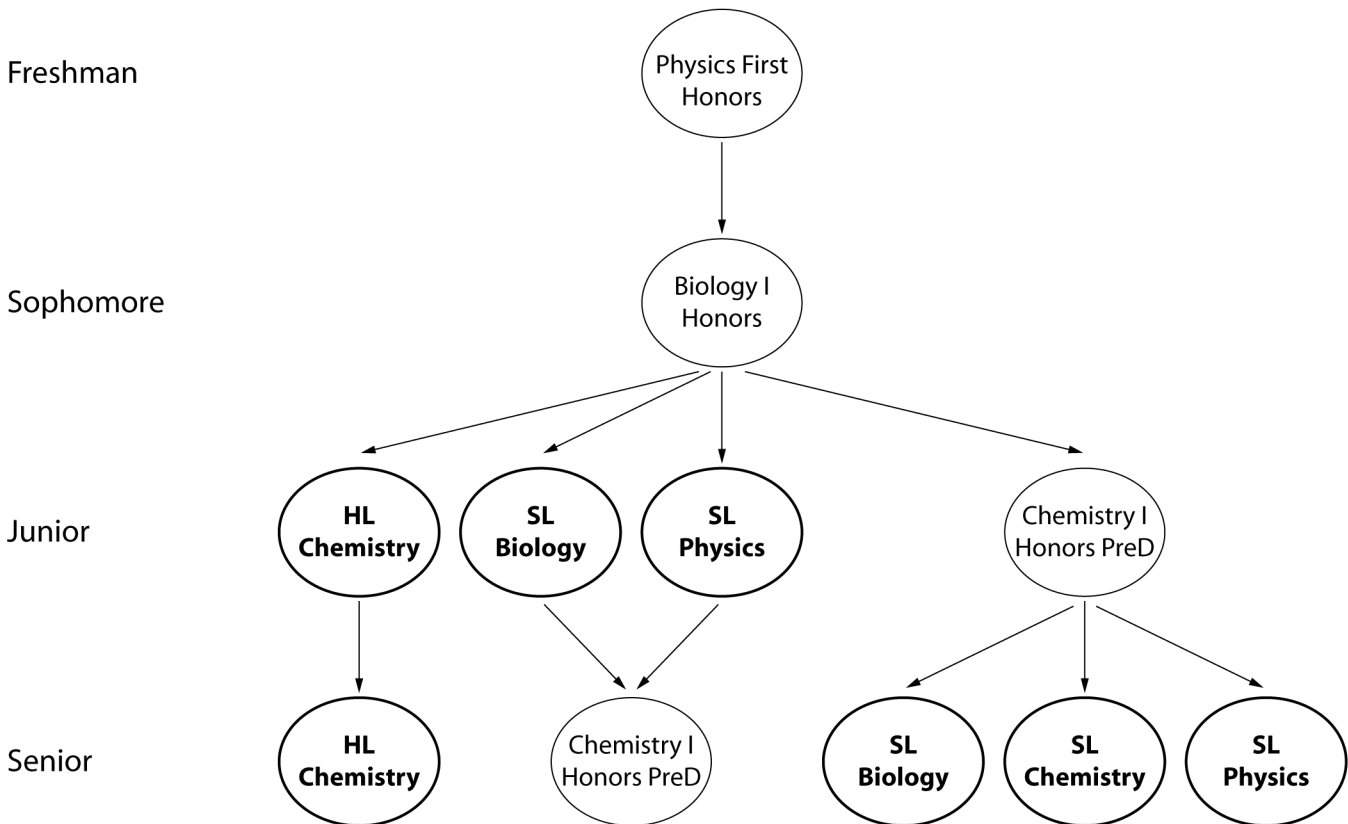 Freshman
Physics First
Honors
Sophomore
Biology I
Honors
Junior
HL
Chemistry
SL
Biology
SL
Physics
Chemistry I
Honors PreD
Senior
HL
Chemistry
Chemistry I
Honors PreD
SL
Biology
SL
Chemistry
SL
Physics